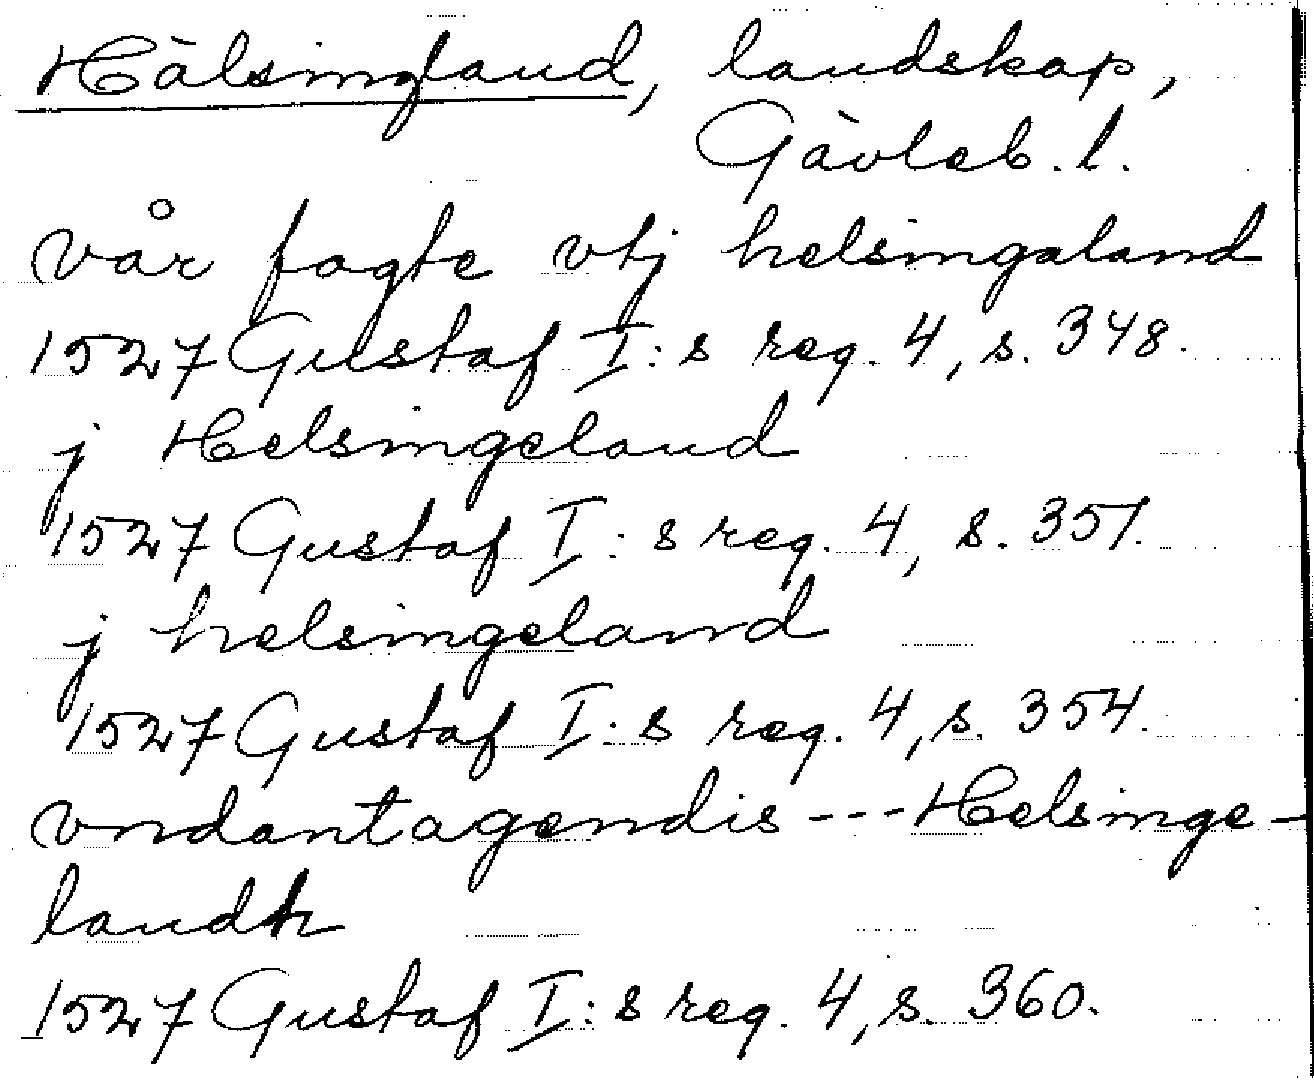 Hälsingland, landskap,
Gävleb. l.
vår fogte vtj helsingaland
1527 Gustaf I:s reg. 4, s. 348.
j Helsingeland
1527 Gustaf I:s reg. 4, s. 351.
j helsingeland
1527 Gustaf I:s reg. 4, s. 354.
vndantagendis --- Helsinge-
landh
1527 Gustaf I:s reg. 4, s. 360.